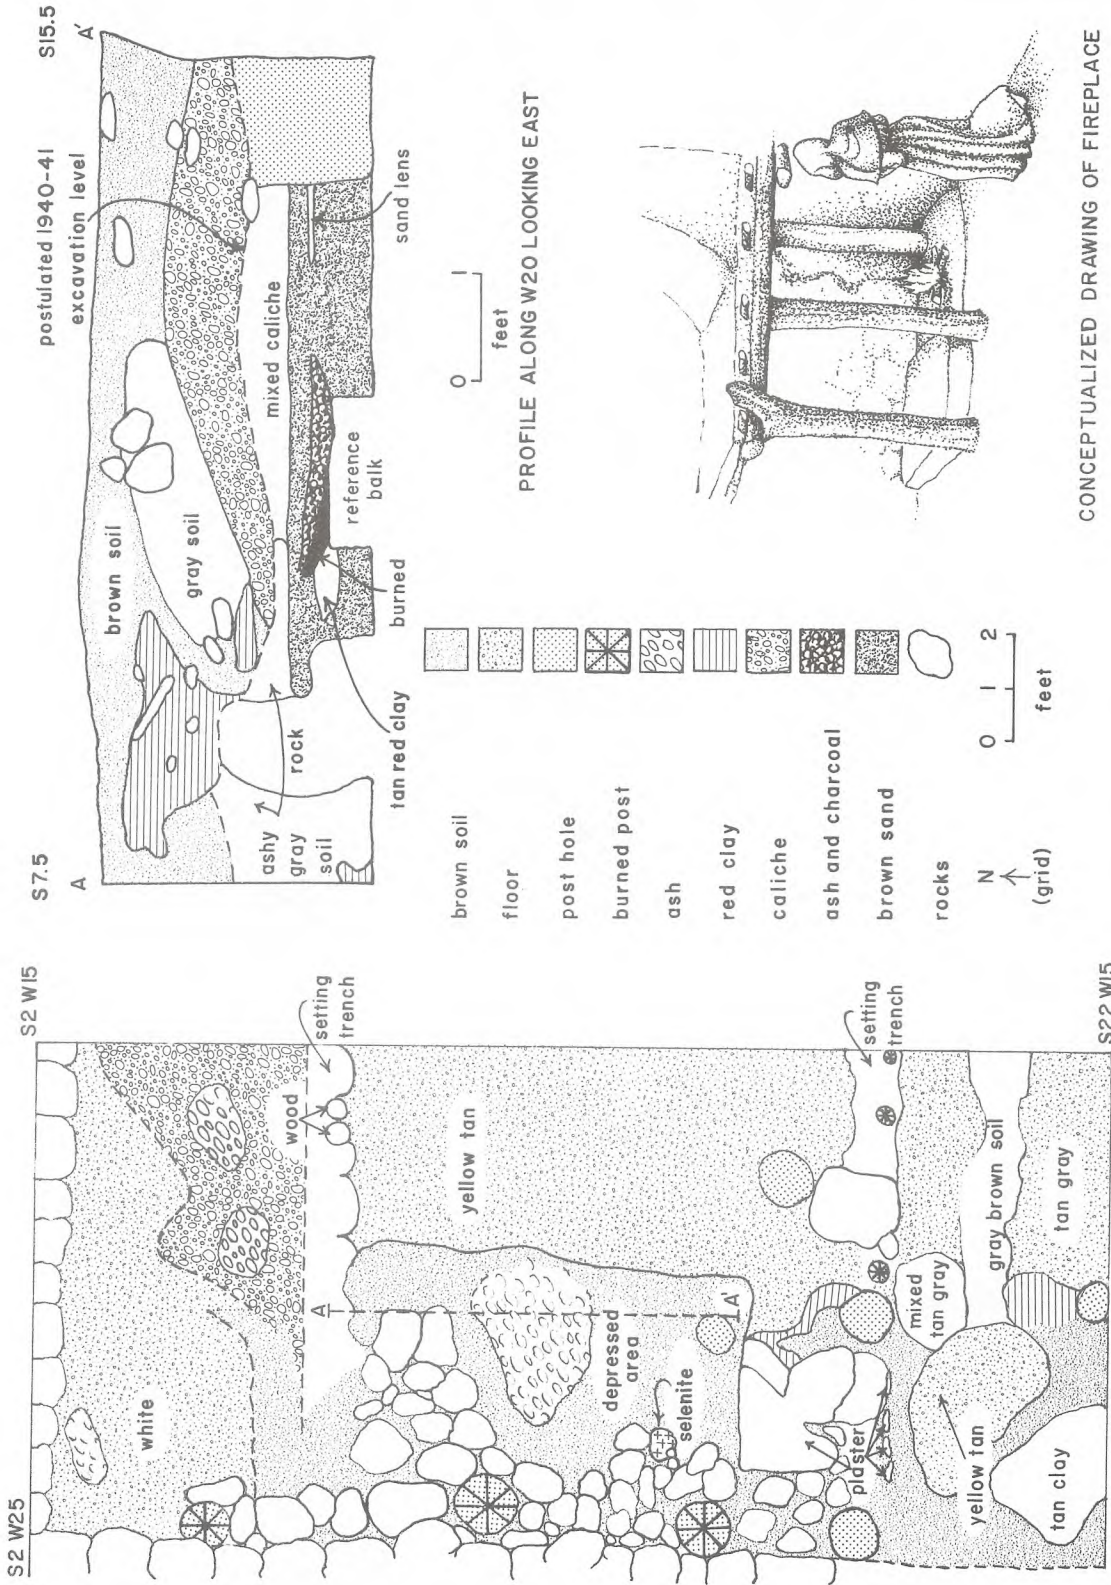 S7.5
S15.5
A
A'
postulated 1940-41
excavation level
brown soil
gray soil
mixed caliche
ashy
gray
soil
rock
tan red clay
burned
reference
balk
sand lens
0 1
feet
PROFILE ALONG W20 LOOKING EAST
brown soil
floor
post hole
burned post
ash
red clay
caliche
ash and charcoal
brown sand
rocks
N
(grid)
0 1 2
feet
CONCEPTUALIZED DRAWING OF FIREPLACE
S2 W25
S2 W15
white
wood
setting
trench
A
A'
yellow tan
depressed
area
selenite
plaster
setting
trench
mixed
tan gray
gray brown soil
tan gray
yellow tan
tan clay
S22 W15